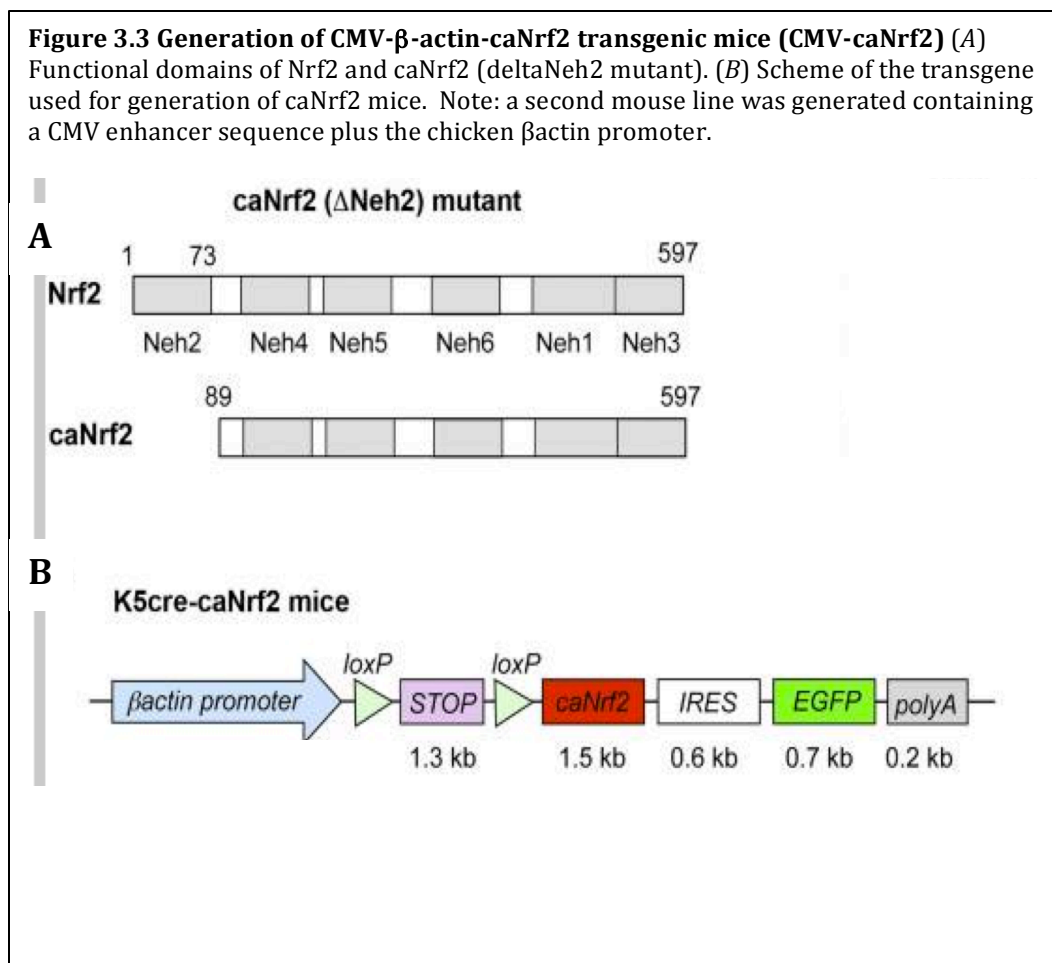 Figure 3.3 Generation of CMV-β-actin-caNrf2 transgenic mice (CMV-caNrf2) (A)
Functional domains of Nrf2 and caNrf2 (deltaNeh2 mutant). (B) Scheme of the transgene
used for generation of caNrf2 mice.  Note: a second mouse line was generated containing
a CMV enhancer sequence plus the chicken βactin promoter.
caNrf2 (ΔNeh2) mutant
A
1 73 597
Nrf2
Neh2 Neh4 Neh5 Neh6 Neh1 Neh3
89 597
caNrf2
B
K5cre-caNrf2 mice
loxP loxP
βactin promoter STOP caNrf2 IRES EGFP polyA
1.3 kb 1.5 kb 0.6 kb 0.7 kb 0.2 kb